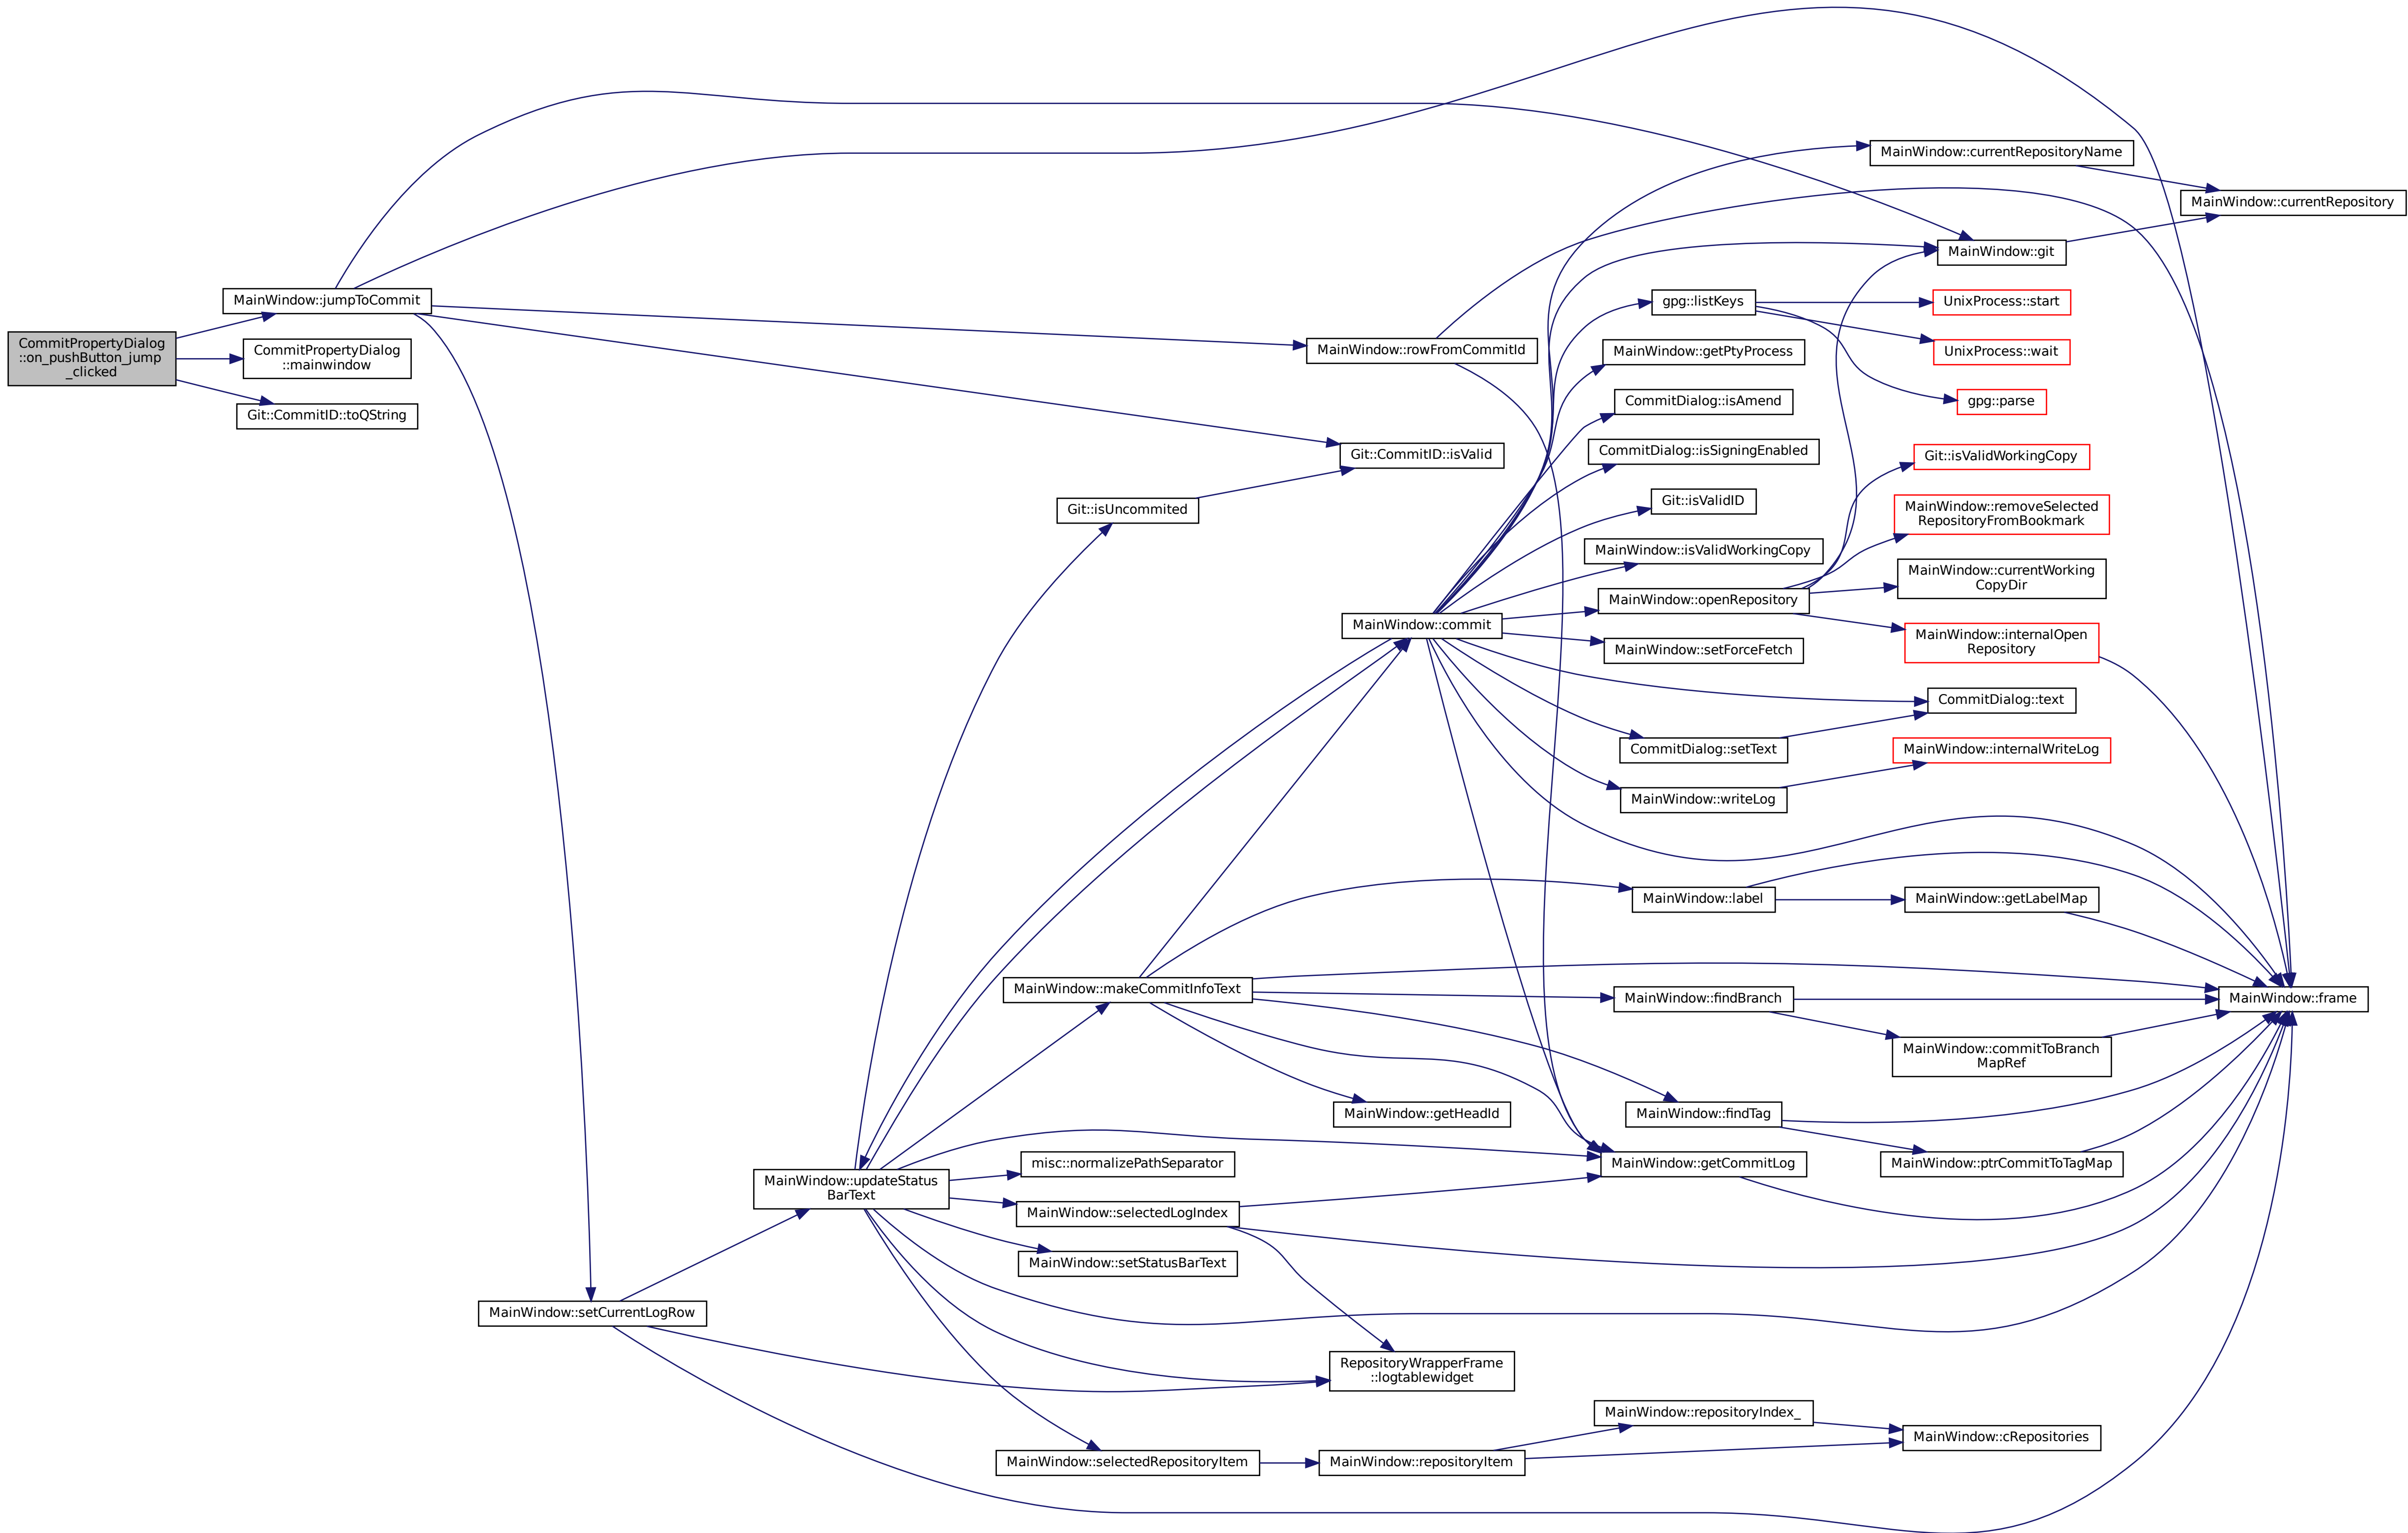 CommitPropertyDialog
::on_pushButton_jump
_clicked
MainWindow::jumpToCommit
CommitPropertyDialog
::mainwindow
Git::CommitID::toQString
MainWindow::setCurrentLogRow
MainWindow::updateStatus
BarText
Git::isUncommited
MainWindow::makeCommitInfoText
misc::normalizePathSeparator
MainWindow::selectedLogIndex
MainWindow::setStatusBarText
MainWindow::selectedRepositoryItem
MainWindow::rowFromCommitId
Git::CommitID::isValid
MainWindow::commit
MainWindow::getHeadId
RepositoryWrapperFrame
::logtablewidget
MainWindow::repositoryItem
gpg::listKeys
MainWindow::getPtyProcess
CommitDialog::isAmend
CommitDialog::isSigningEnabled
Git::isValidID
MainWindow::isValidWorkingCopy
MainWindow::openRepository
MainWindow::setForceFetch
CommitDialog::setText
MainWindow::writeLog
MainWindow::label
MainWindow::findBranch
MainWindow::findTag
MainWindow::getCommitLog
MainWindow::repositoryIndex_
MainWindow::currentRepositoryName
MainWindow::git
UnixProcess::start
UnixProcess::wait
gpg::parse
Git::isValidWorkingCopy
MainWindow::removeSelected
RepositoryFromBookmark
MainWindow::currentWorking
CopyDir
MainWindow::internalOpen
Repository
CommitDialog::text
MainWindow::internalWriteLog
MainWindow::getLabelMap
MainWindow::commitToBranch
MapRef
MainWindow::ptrCommitToTagMap
MainWindow::cRepositories
MainWindow::currentRepository
MainWindow::frame